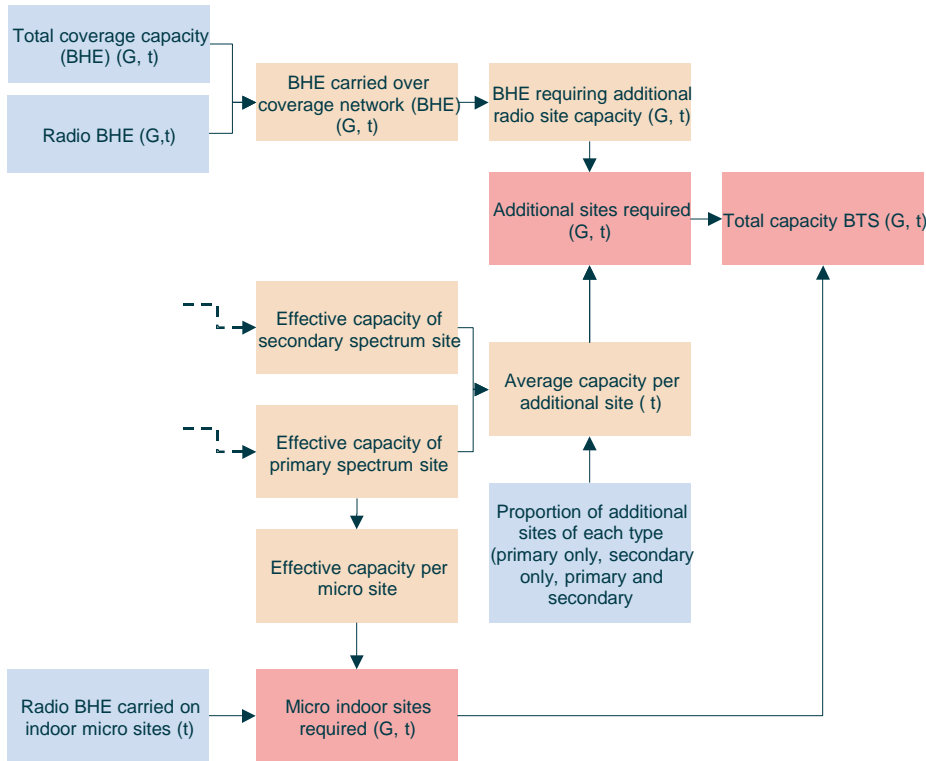 Total coverage capacity
(BHE) (G, t)
Radio BHE (G,t)
BHE carried over
coverage network (BHE)
(G, t)
BHE requiring additional
radio site capacity (G, t)
Additional sites required
(G, t)
Total capacity BTS (G, t)
Effective capacity of
secondary spectrum site
Average capacity per
additional site ( t)
Effective capacity of
primary spectrum site
Proportion of additional
sites of each type
(primary only, secondary
only, primary and
secondary
Effective capacity per
micro site
Radio BHE carried on
indoor micro sites (t)
Micro indoor sites
required (G, t)